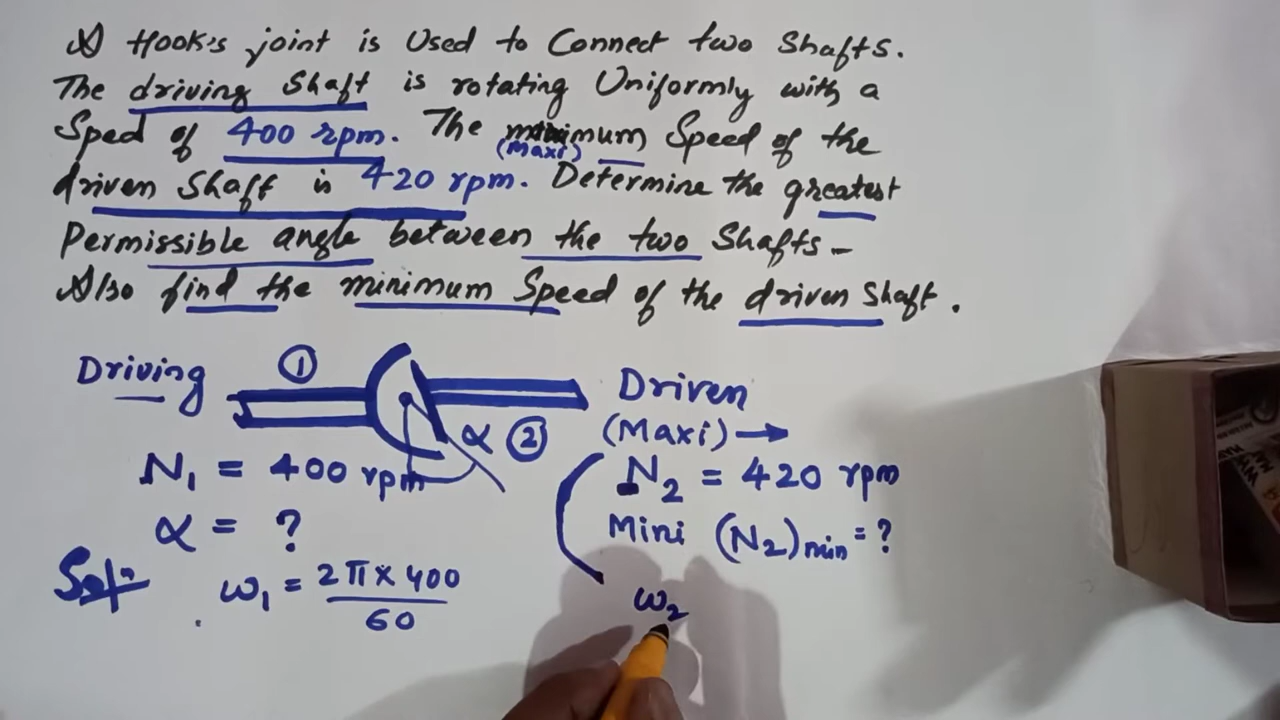 A Hook's joint is Used to Connect two Shafts.
The driving Shaft is rotating Uniformly with a
Sped of 400 rpm. The minimum Speed of the
(Maxi)
driven Shaft is 420 rpm. Determine the greatest
Permissible angle between the two Shafts-
Also find the minimum Speed of the driven Shaft.
Driving ① Driven
α ② (Maxi) →
N₁ = 400 rpm N₂ = 420 rpm
α = ? Mini (N₂)min = ?
Soln ω₁ = 2π × 400 / 60 ω₂